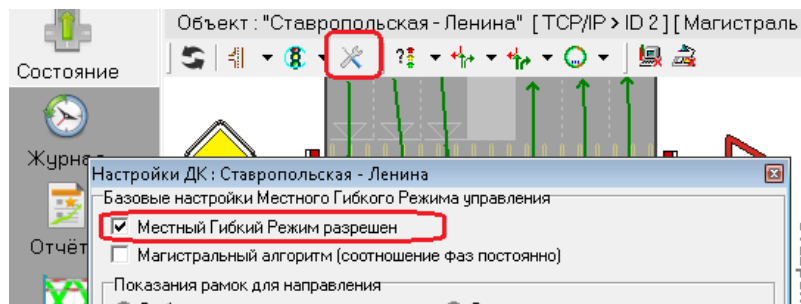 Объект : "Ставропольская - Ленина" [ TCP/IP > ID 2 ] [ Магистраль
Состояние
Журнал
Настройки ДК : Ставропольская - Ленина
Базовые настройки Местного Гибкого Режима управления
Местный Гибкий Режим разрешен
Отчёт
Магистральный алгоритм (соотношение фаз постоянно)
Показания рамок для направления